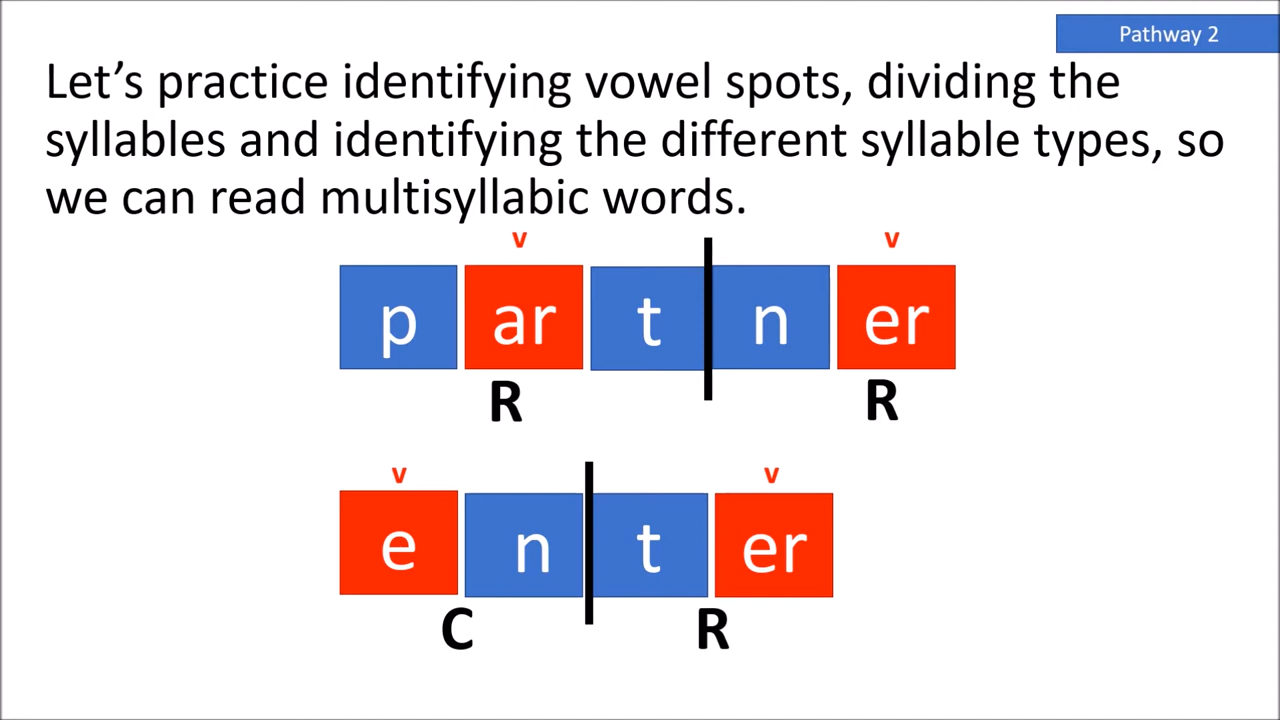 Pathway 2
Let’s practice identifying vowel spots, dividing the
syllables and identifying the different syllable types, so
we can read multisyllabic words.
v v
p ar t n er
R R
v v
e n t er
C R